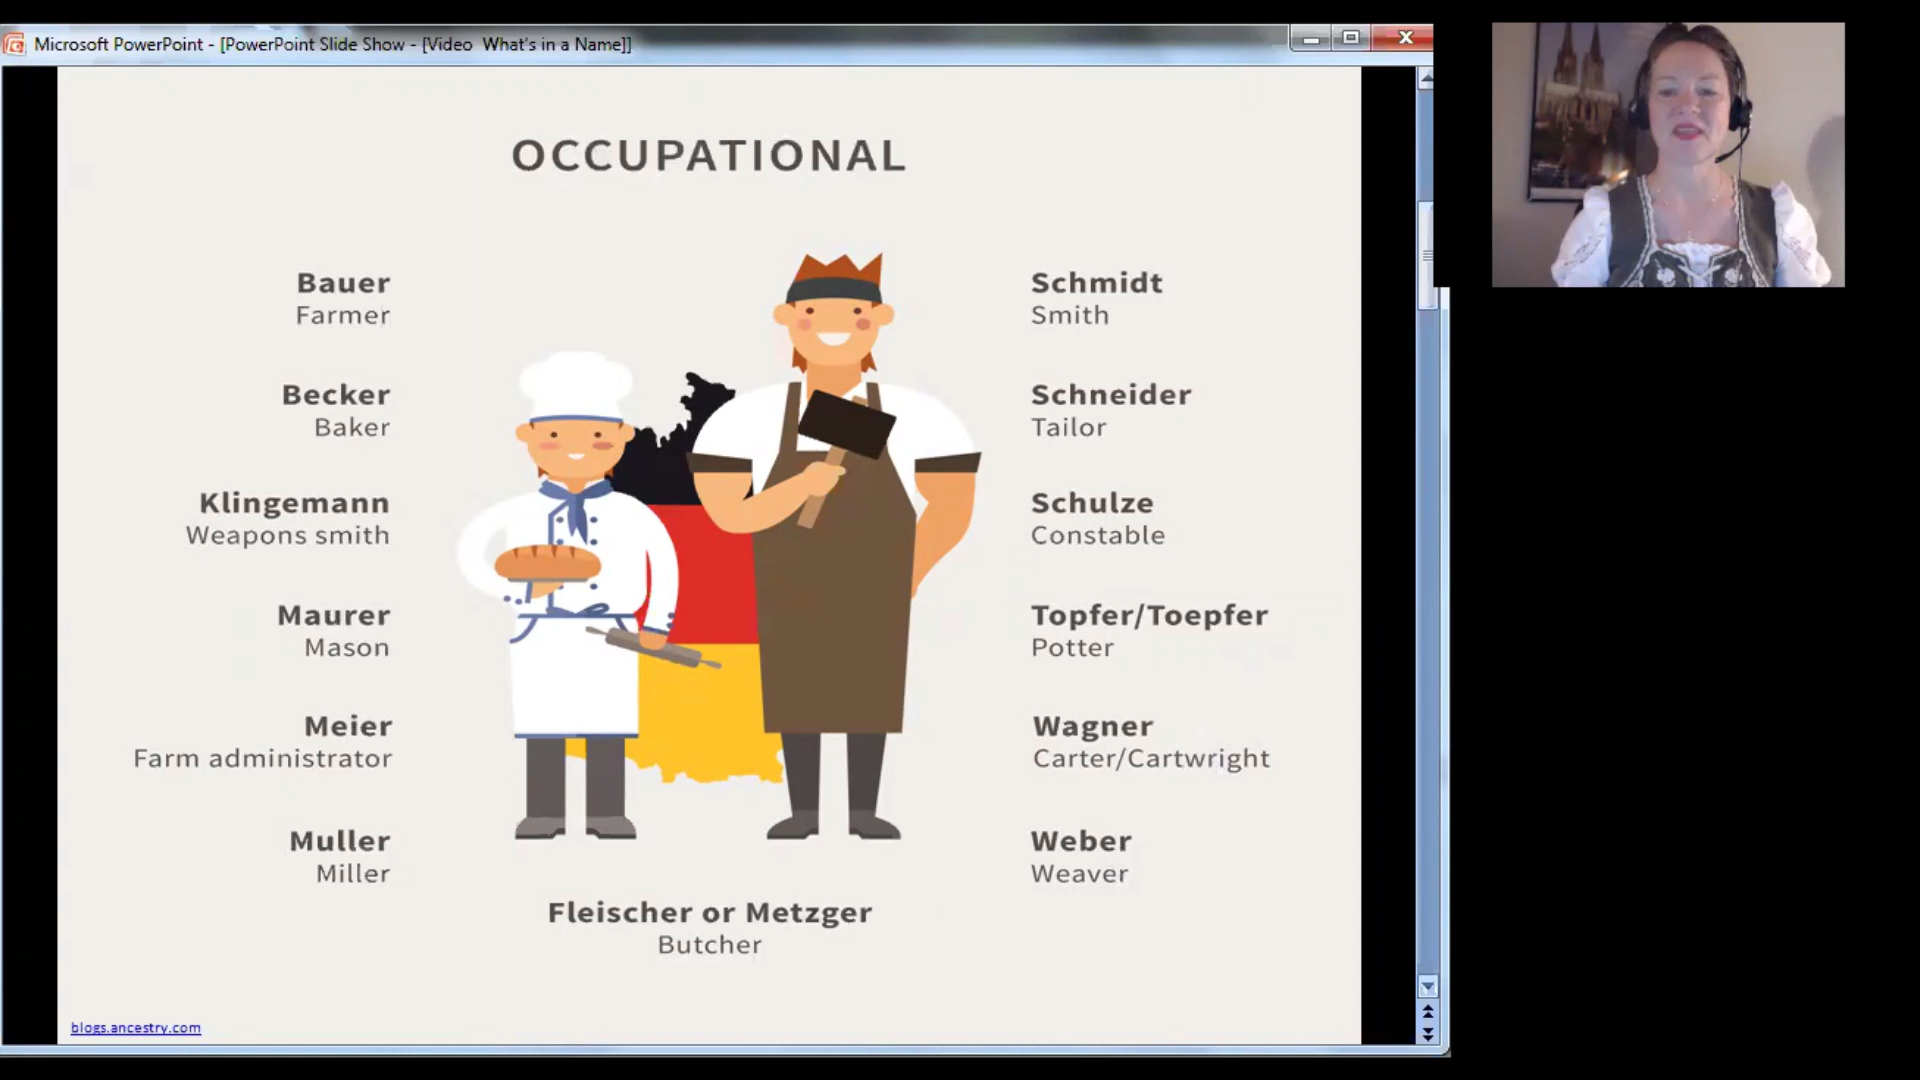 Microsoft PowerPoint - [PowerPoint Slide Show - [Video  What's in a Name]]
OCCUPATIONAL
Bauer
Farmer
Becker
Baker
Klingemann
Weapons smith
Maurer
Mason
Meier
Farm administrator
Muller
Miller
Schmidt
Smith
Schneider
Tailor
Schulze
Constable
Topfer/Toepfer
Potter
Wagner
Carter/Cartwright
Weber
Weaver
Fleischer or Metzger
Butcher
blogs.ancestry.com